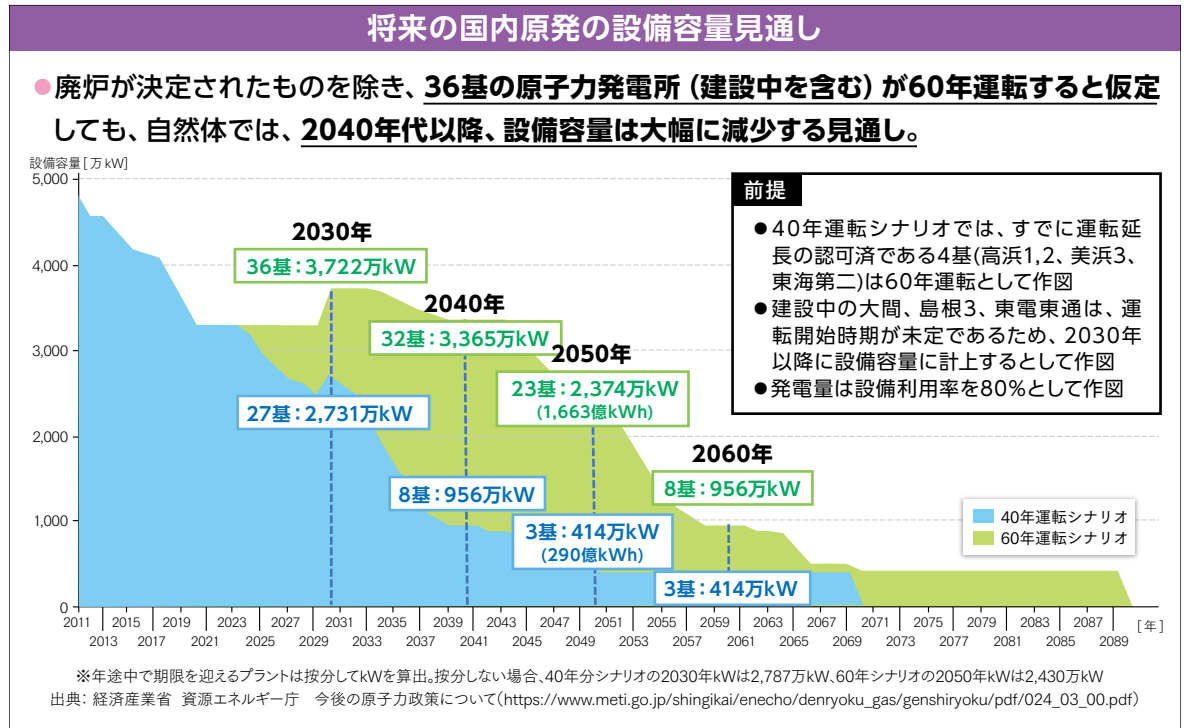 将来の国内原発の設備容量見通し
●廃炉が決定されたものを除き、36基の原子力発電所（建設中を含む）が60年運転すると仮定
しても、自然体では、2040年代以降、設備容量は大幅に減少する見通し。
設備容量[万kW]
5,000
4,000
3,000
2,000
1,000
0
2030年
36基：3,722万kW
2040年
32基：3,365万kW
2050年
23基：2,374万kW
(1,663億kWh)
2060年
8基：956万kW
27基：2,731万kW
8基：956万kW
3基：414万kW
(290億kWh)
3基：414万kW
前提
●40年運転シナリオでは、すでに運転延
長の認可済である4基(高浜1,2、美浜3、
東海第二)は60年運転として作図
●建設中の大間、島根3、東電東通は、運
転開始時期が未定であるため、2030年
以降に設備容量に計上するとして作図
●発電量は設備利用率を80%として作図
40年運転シナリオ
60年運転シナリオ
2011 2015 2019 2023 2027 2031 2035 2039 2043 2047 2051 2055 2059 2063 2067 2071 2075 2079 2083 2087
2013 2017 2021 2025 2029 2033 2037 2041 2045 2049 2053 2057 2061 2065 2069 2073 2077 2081 2085 2089
[年]
※年途中で期限を迎えるプラントは按分してkWを算出。按分しない場合、40年分シナリオの2030年kWは2,787万kW、60年シナリオの2050年kWは2,430万kW
出典：経済産業省 資源エネルギー庁 今後の原子力政策について(https://www.meti.go.jp/shingikai/enecho/denryoku_gas/genshiryoku/pdf/024_03_00.pdf)